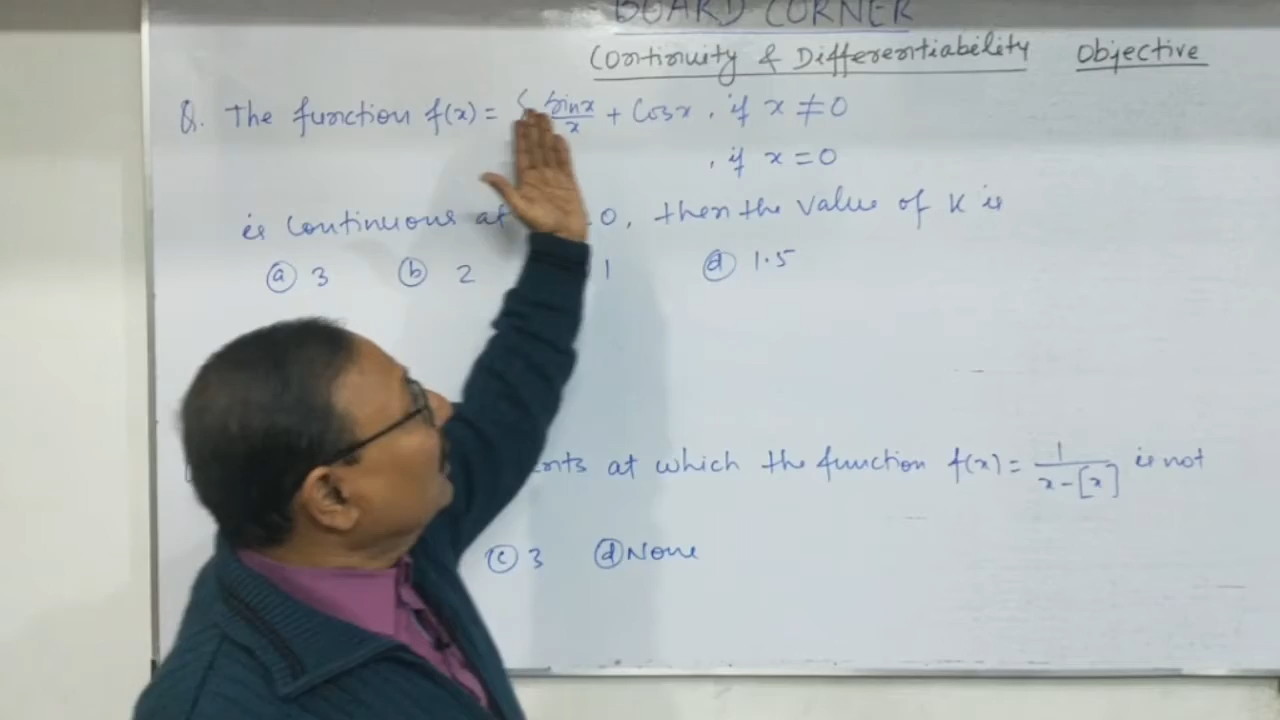 BOARD CORNER
Continuity & Differentiability Objective
Q. The function f(x) = { sinx/x + Cosx , if x ≠ 0
, if x = 0
is Continuous at 0, then the value of K is
(a) 3 (b) 2 1 (d) 1.5
at which the function f(x) = 1/(x-[x]) is not
(c) 3 (d) None